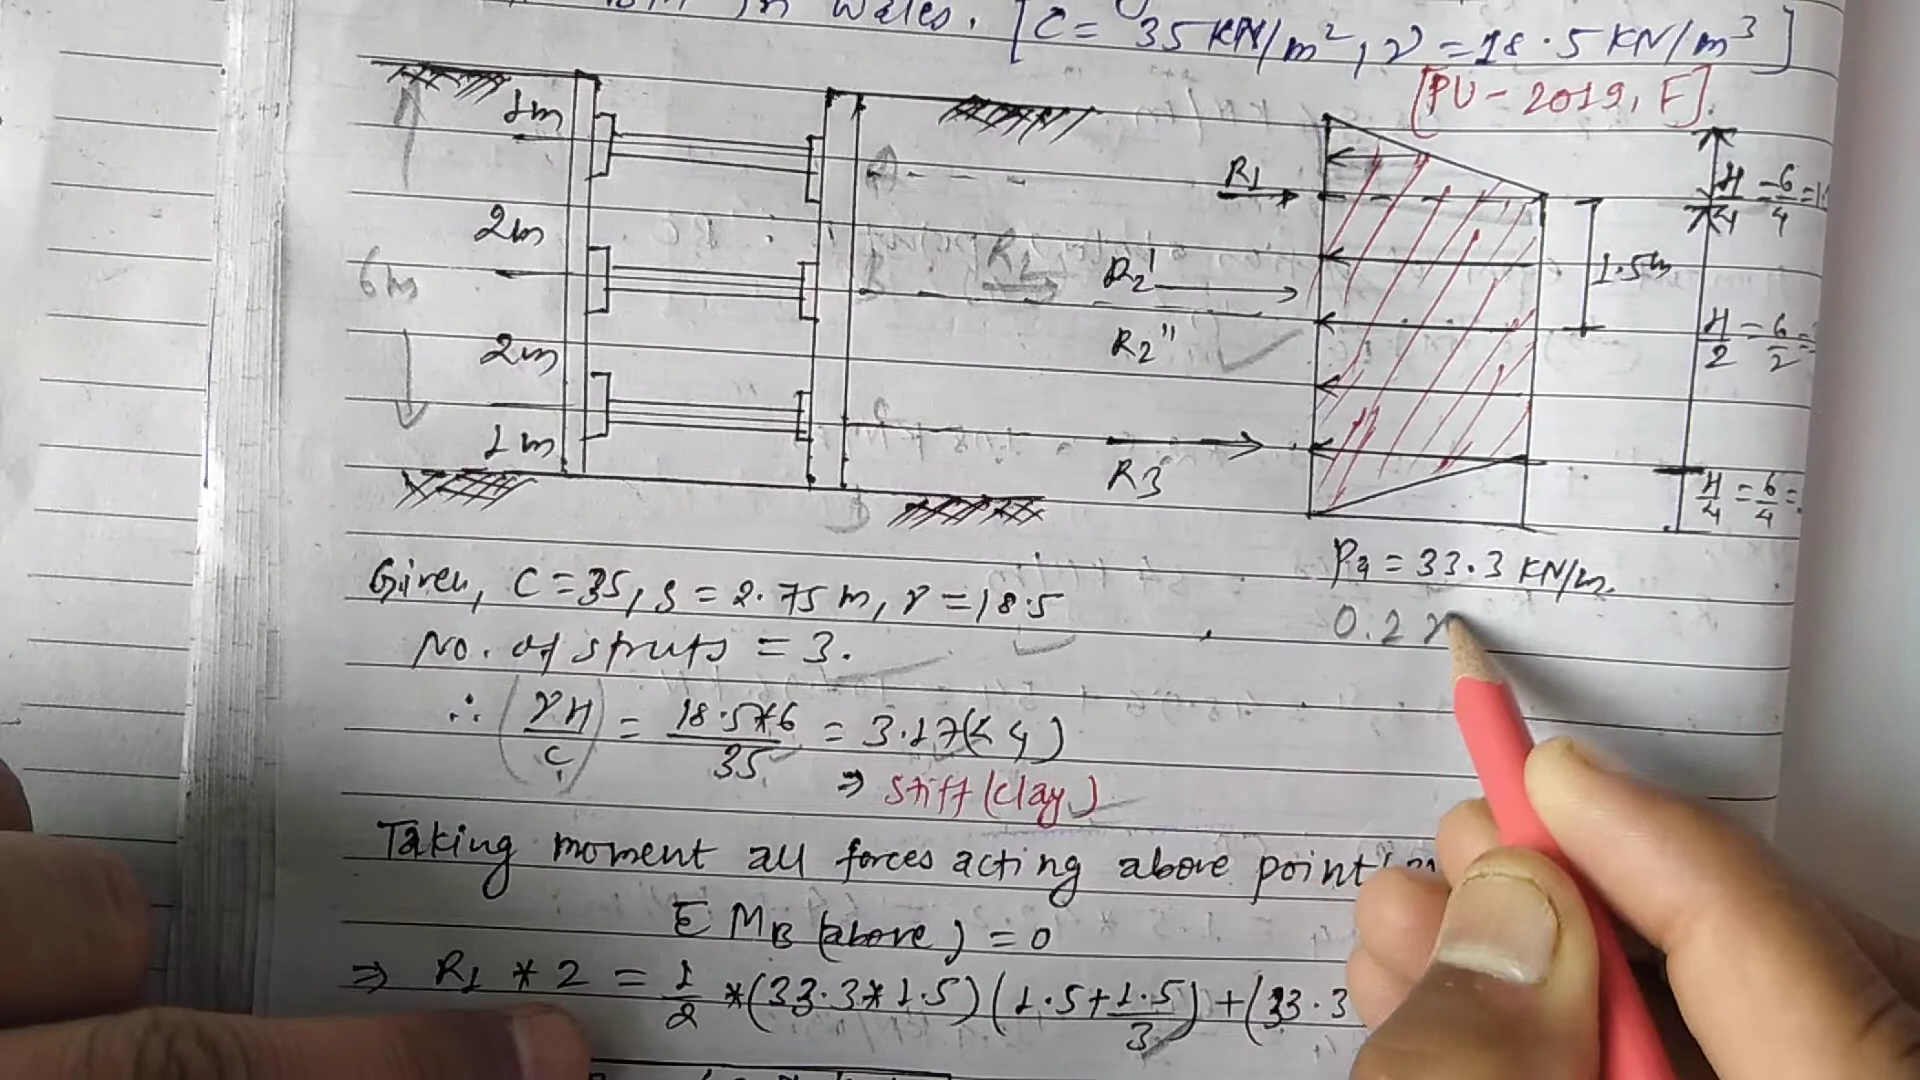 in wales. [C = 35 KN/m², γ = 18.5 KN/m³]
[PU - 2019, F].
1m
2m
6m
2m
1m
R1
R2'
R2"
R3
1.5m
H/4 = 6/4 =
H/2 = 6/2 =
H/4 = 6/4 =
Pa = 33.3 KN/m.
0.2 γ
Given, C = 35, S = 2.75 m, γ = 18.5
No. of struts = 3.
∴ (γH/C) = 18.5*6/35 = 3.17 (< 4)
⇒ stiff (clay)
Taking moment all forces acting above point
Σ MB (above) = 0
⇒ R1 * 2 = 1/2 * (33.3 * 1.5) (1.5 + 1.5/3) + (33.3